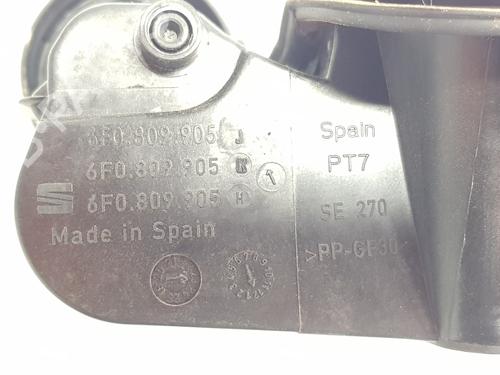 6F0.809.905 J
6F0.809.905 K
6F0.809.905 H
Made in Spain
Spain
PT7
SE 270
>PP-GF30<